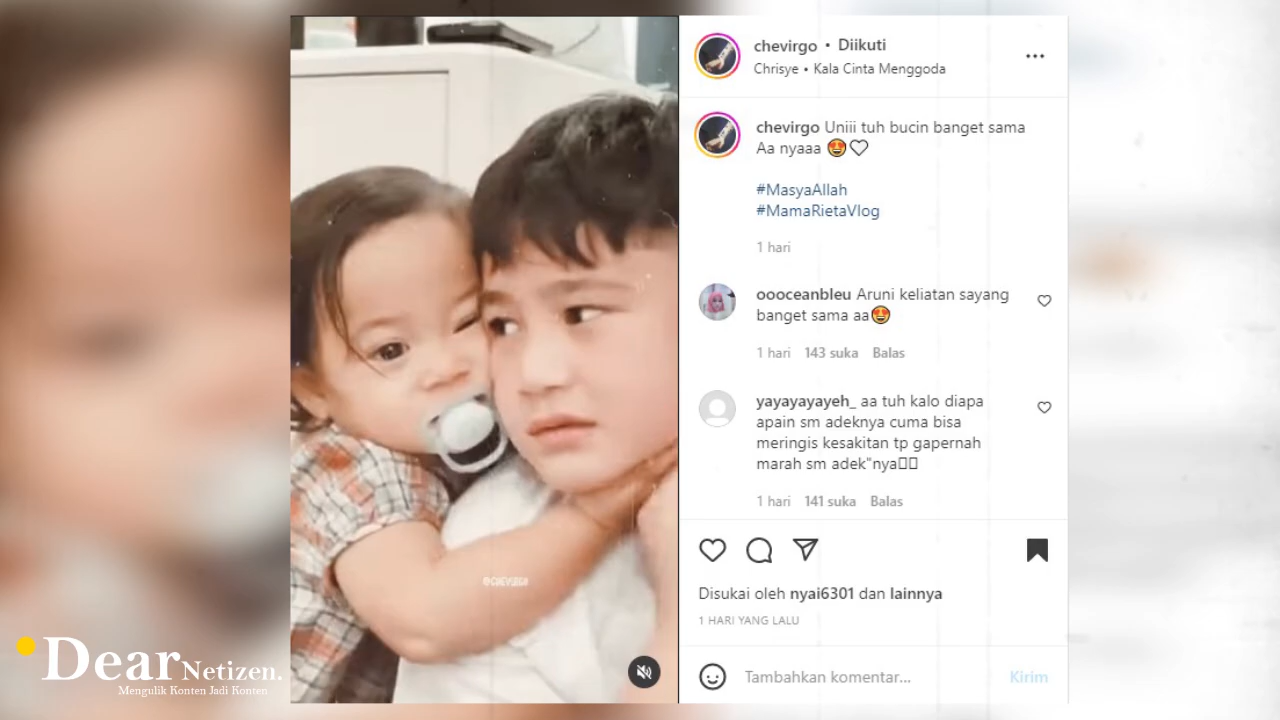 chevirgo • Diikuti
Chrisye • Kala Cinta Menggoda
chevirgo Uniii tuh bucin banget sama
Aa nyaaa 🤩🤍
#MasyaAllah
#MamaRietaVlog
1 hari
oooceanbleu Aruni keliatan sayang
banget sama aa🤩
1 hari 143 suka Balas
yayayayayeh_ aa tuh kalo diapa
apain sm adeknya cuma bisa
meringis kesakitan tp gapernah
marah sm adek"nya
1 hari 141 suka Balas
Disukai oleh nyai6301 dan lainnya
1 HARI YANG LALU
Tambahkan komentar...
Kirim
@CHEVIRGO
Dear Netizen.
Mengulik Konten Jadi Konten